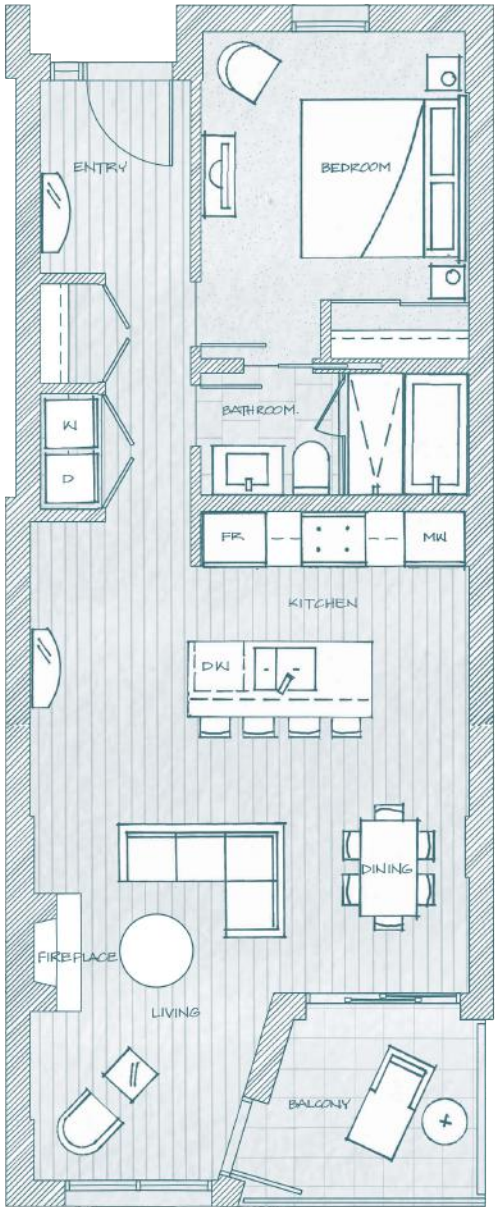 ENTRY
BEDROOM
BATHROOM.
W
D
FR
MW
KITCHEN
DW
DINING
FIREPLACE
LIVING
BALCONY